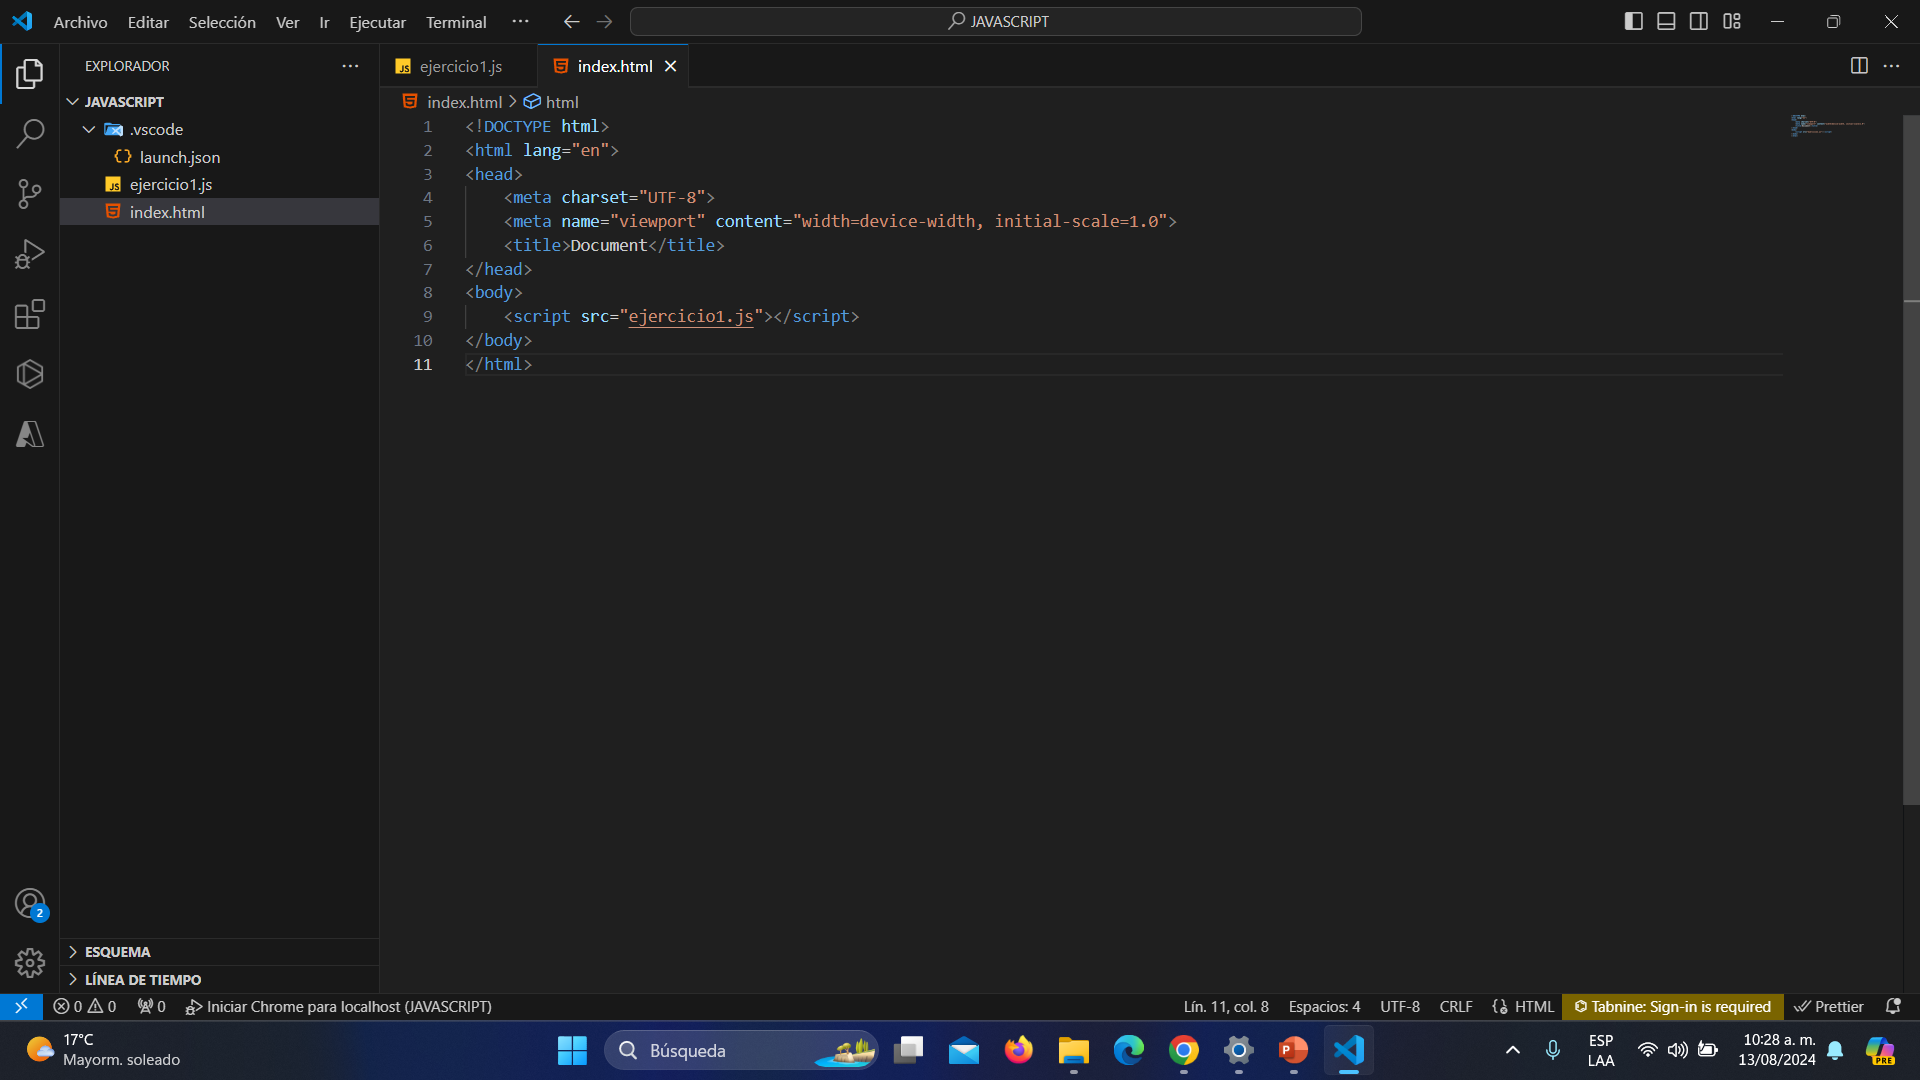 Archivo Editar Selección Ver Ir Ejecutar Terminal ···
JAVASCRIPT
EXPLORADOR
JAVASCRIPT
.vscode
launch.json
ejercicio1.js
index.html
ejercicio1.js
index.html
index.html > html
1 <!DOCTYPE html>
2 <html lang="en">
3 <head>
4 <meta charset="UTF-8">
5 <meta name="viewport" content="width=device-width, initial-scale=1.0">
6 <title>Document</title>
7 </head>
8 <body>
9 <script src="ejercicio1.js"></script>
10 </body>
11 </html>
2
ESQUEMA
LÍNEA DE TIEMPO
0 0 0 Iniciar Chrome para localhost (JAVASCRIPT)
Lín. 11, col. 8 Espacios: 4 UTF-8 CRLF HTML Tabnine: Sign-in is required Prettier
17°C
Mayorm. soleado
Búsqueda
ESP
LAA
10:28 a. m.
13/08/2024
PRE